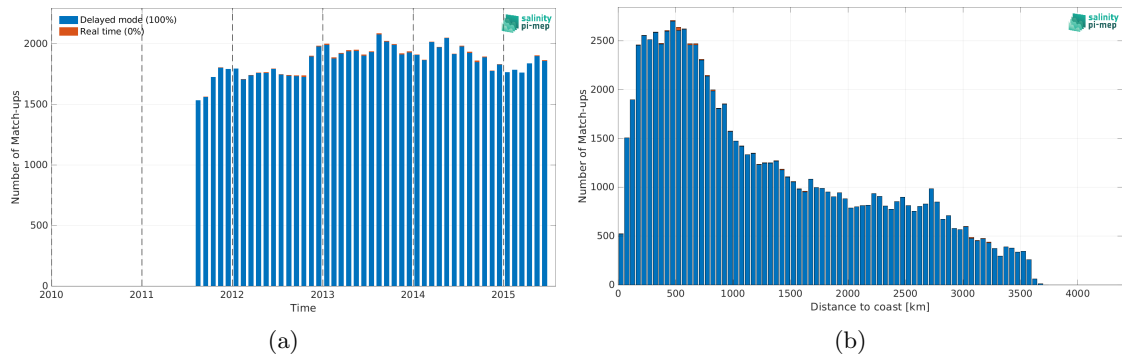 Delayed mode (100%)
Real time (0%)
salinity
pi-mep
Number of Match-ups
2000
1500
1000
500
0
2010 2011 2012 2013 2014 2015
Time
(a)
salinity
pi-mep
Number of Match-ups
2500
2000
1500
1000
500
0
0 500 1000 1500 2000 2500 3000 3500 4000
Distance to coast [km]
(b)